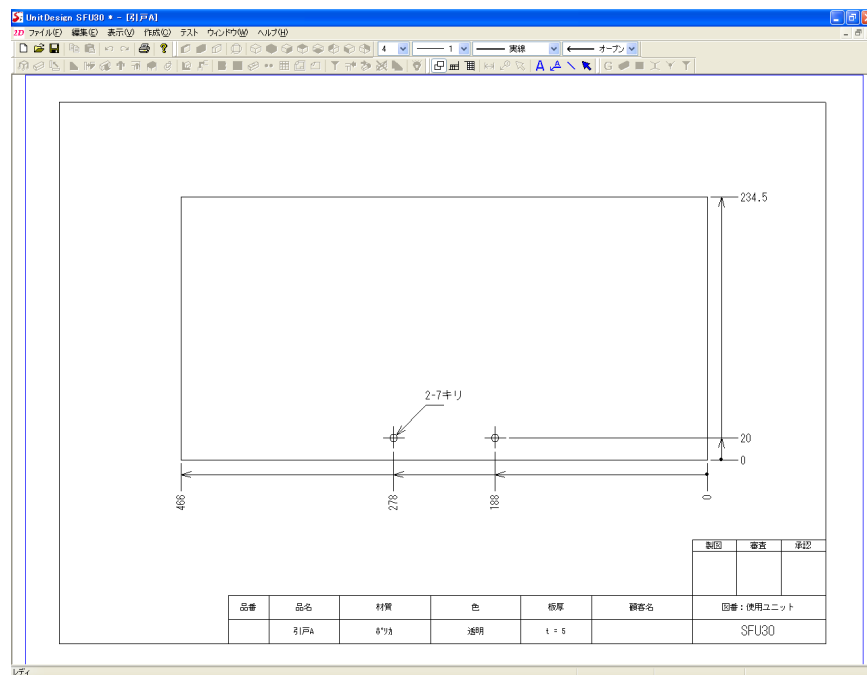 UnitDesign SFU30 * - [引戸A]
2D ファイル(F) 編集(E) 表示(V) 作成(C) テスト ウィンドウ(W) ヘルプ(H)
4 1 実線 オープン
234.5
2-7キリ
20
0
466 278 188 0
製図 審査 承認
品番 品名 材質 色 板厚 顧客名 図番：使用ユニット
引戸A ポリカ 透明 t = 5 SFU30
レディ